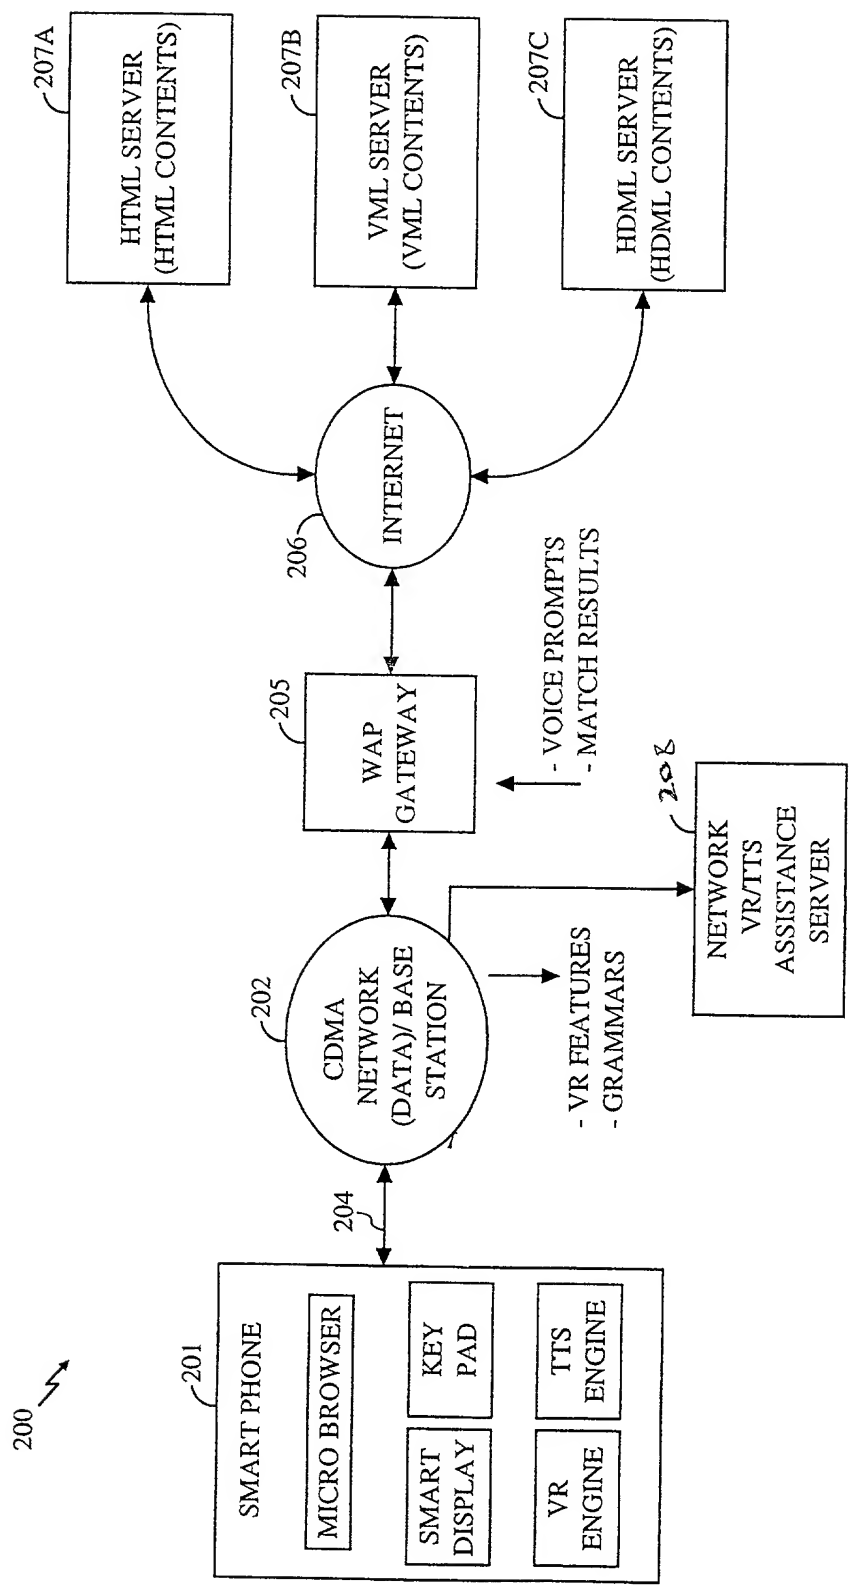 200
201
SMART PHONE
MICRO BROWSER
SMART
DISPLAY
KEY
PAD
VR
ENGINE
TTS
ENGINE
204
202
CDMA
NETWORK
(DATA)/ BASE
STATION
- VR FEATURES
- GRAMMARS
205
WAP
GATEWAY
- VOICE PROMPTS
- MATCH RESULTS
208
NETWORK
VR/TTS
ASSISTANCE
SERVER
206
INTERNET
207A
HTML SERVER
(HTML CONTENTS)
207B
VML SERVER
(VML CONTENTS)
207C
HDML SERVER
(HDML CONTENTS)